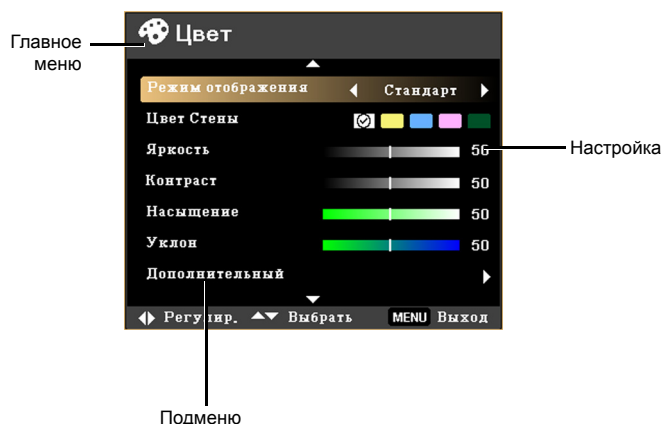 Цвет
Главное
меню
Режим отображения Стандарт
Цвет Стены
Яркость 50
Настройка
Контраст 50
Насыщение 50
Уклон 50
Дополнительный
Регулир. Выбрать MENU Выход
Подменю